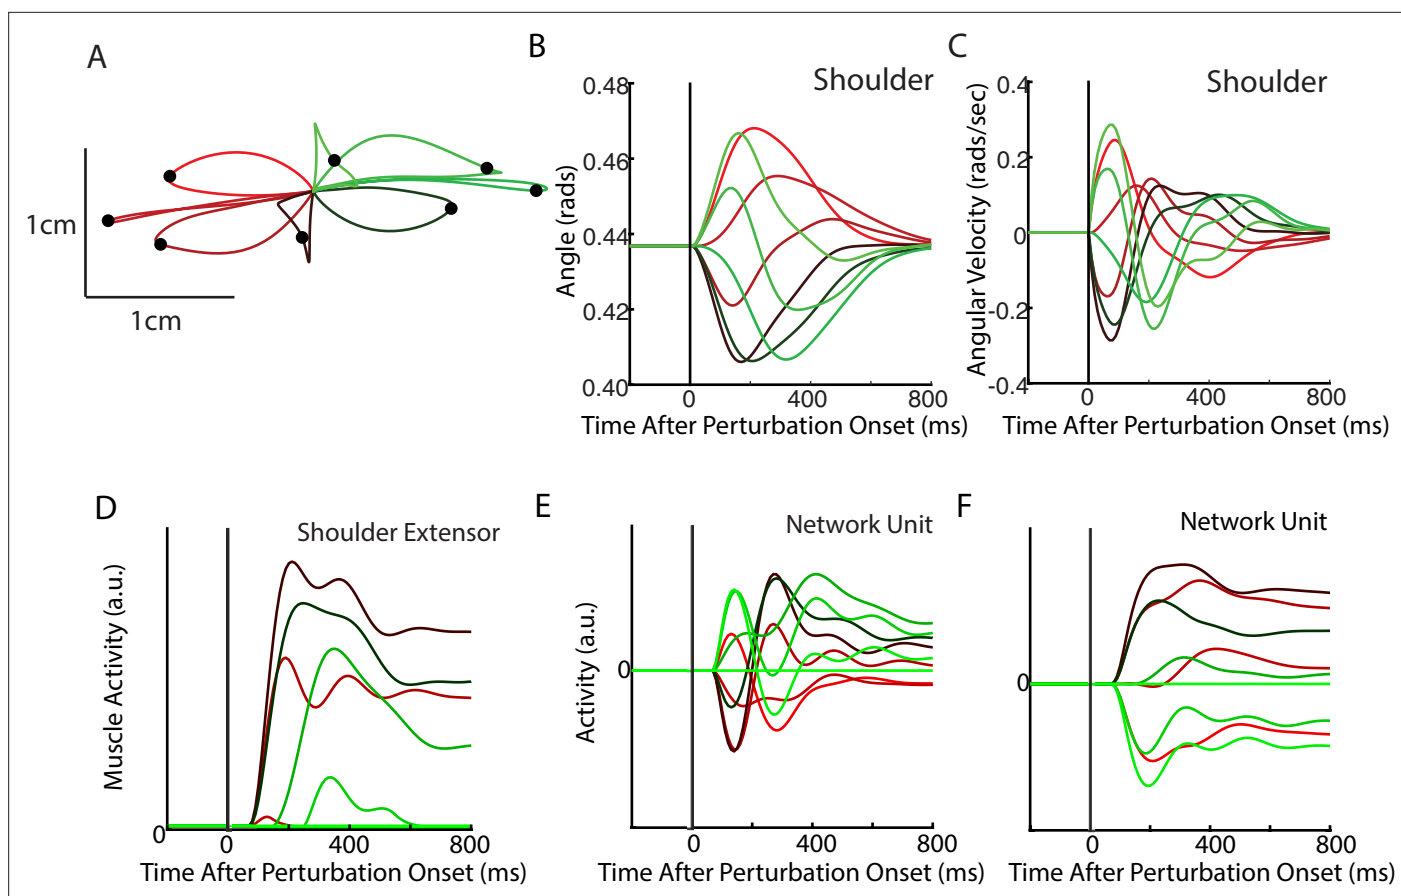 A
1cm
1cm
B
Shoulder
Angle (rads)
0.48
0.46
0.44
0.42
0.40
0 400 800
Time After Perturbation Onset (ms)
C
Shoulder
Angular Velocity (rads/sec)
0.4
0.2
0
-0.2
-0.4
0 400 800
Time After Perturbation Onset (ms)
D
Shoulder Extensor
Muscle Activity (a.u.)
0
0 400 800
Time After Perturbation Onset (ms)
E
Network Unit
Activity (a.u.)
0
0 400 800
Time After Perturbation Onset (ms)
F
Network Unit
0
0 400 800
Time After Perturbation Onset (ms)